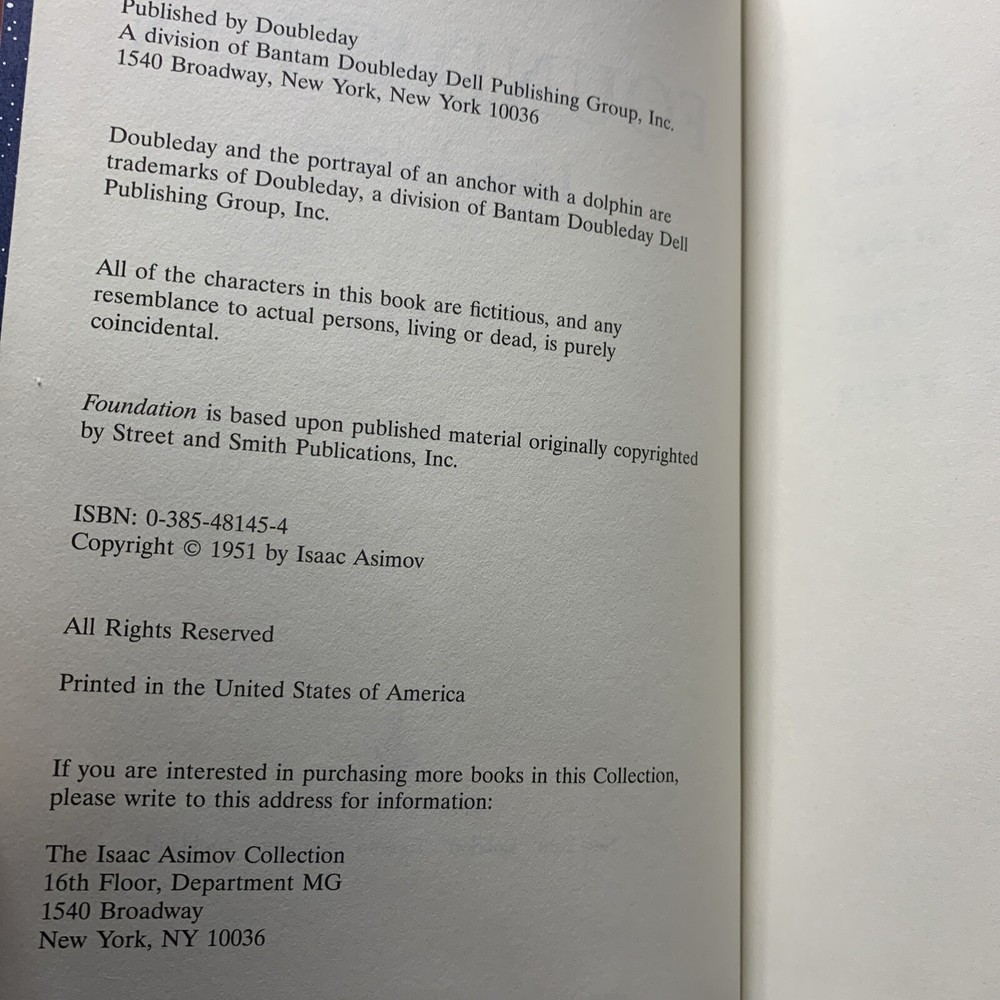 Published by Doubleday
A division of Bantam Doubleday Dell Publishing Group, Inc.
1540 Broadway, New York, New York 10036
Doubleday and the portrayal of an anchor with a dolphin are
trademarks of Doubleday, a division of Bantam Doubleday Dell
Publishing Group, Inc.
All of the characters in this book are fictitious, and any
resemblance to actual persons, living or dead, is purely
coincidental.
Foundation is based upon published material originally copyrighted
by Street and Smith Publications, Inc.
ISBN: 0-385-48145-4
Copyright © 1951 by Isaac Asimov
All Rights Reserved
Printed in the United States of America
If you are interested in purchasing more books in this Collection,
please write to this address for information:
The Isaac Asimov Collection
16th Floor, Department MG
1540 Broadway
New York, NY 10036